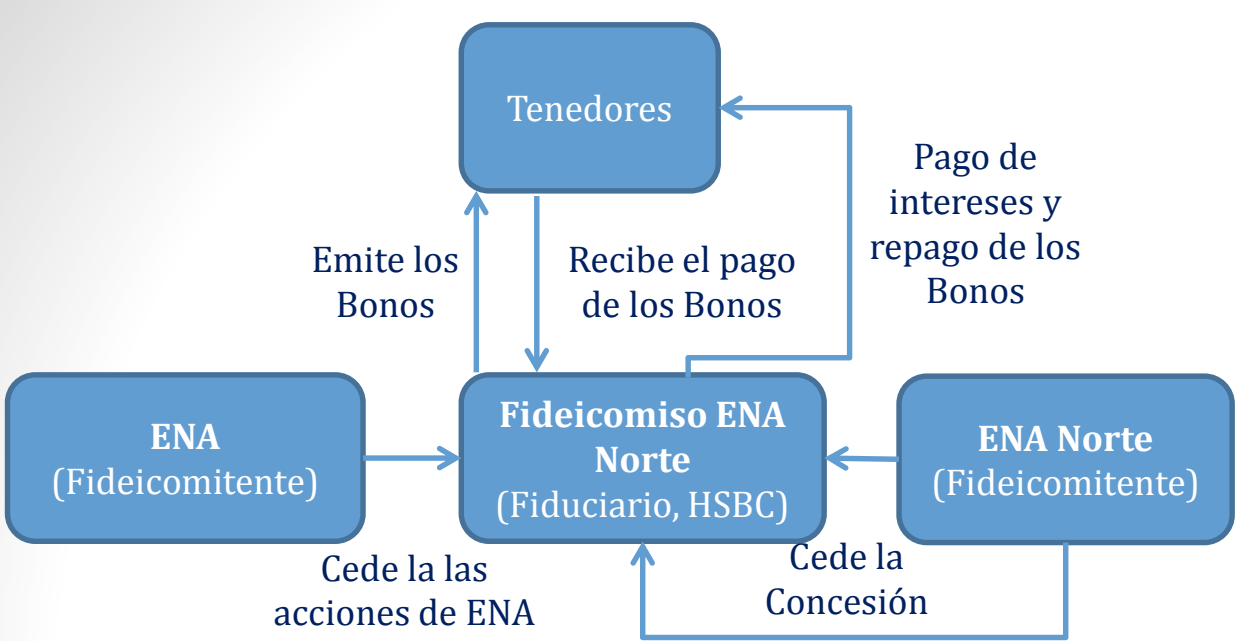 Tenedores
Pago de
intereses y
repago de los
Bonos
Emite los
Bonos
Recibe el pago
de los Bonos
ENA
(Fideicomitente)
Fideicomiso ENA
Norte
(Fiduciario, HSBC)
ENA Norte
(Fideicomitente)
Cede la las
acciones de ENA
Cede la
Concesión